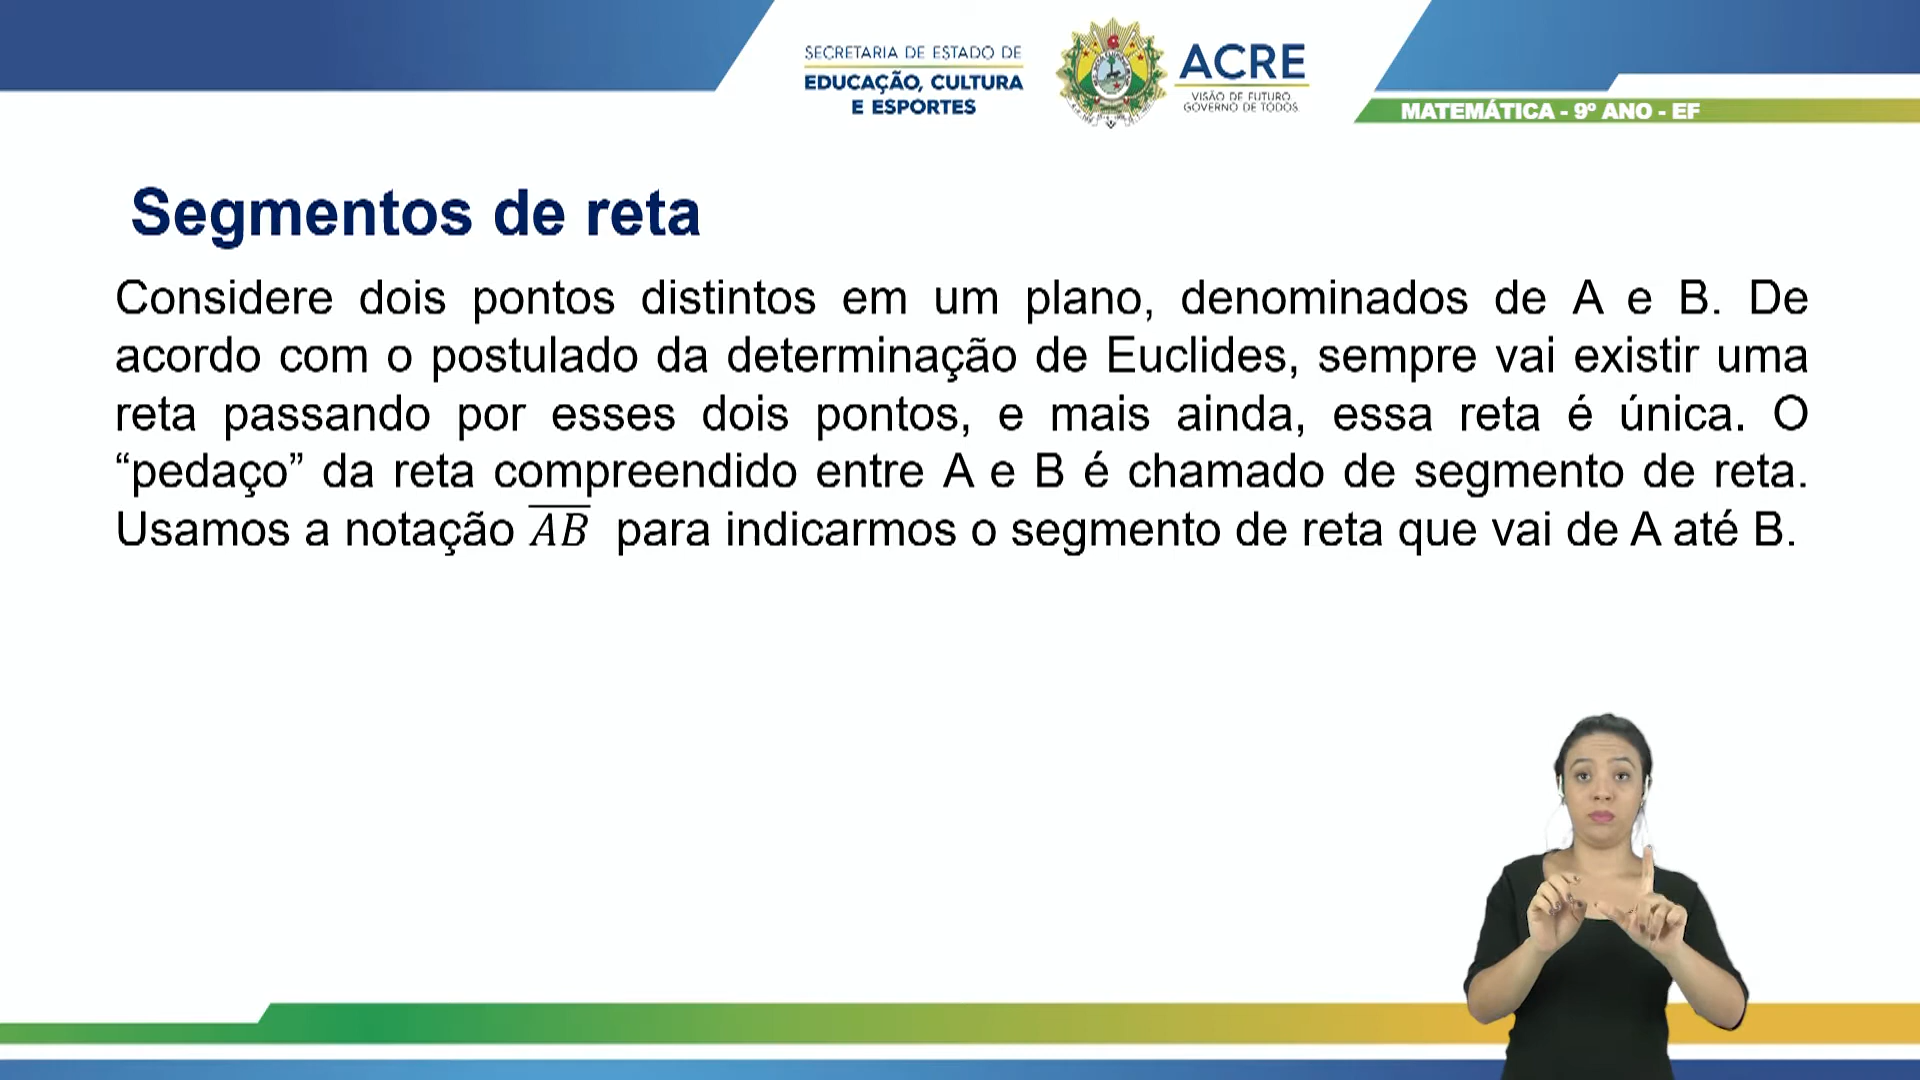 SECRETARIA DE ESTADO DE
EDUCAÇÃO, CULTURA
E ESPORTES
ACRE
VISÃO DE FUTURO
GOVERNO DE TODOS
MATEMÁTICA - 9º ANO - EF
Segmentos de reta
Considere dois pontos distintos em um plano, denominados de A e B. De
acordo com o postulado da determinação de Euclides, sempre vai existir uma
reta passando por esses dois pontos, e mais ainda, essa reta é única. O
“pedaço” da reta compreendido entre A e B é chamado de segmento de reta.
Usamos a notação A̅B̅ para indicarmos o segmento de reta que vai de A até B.